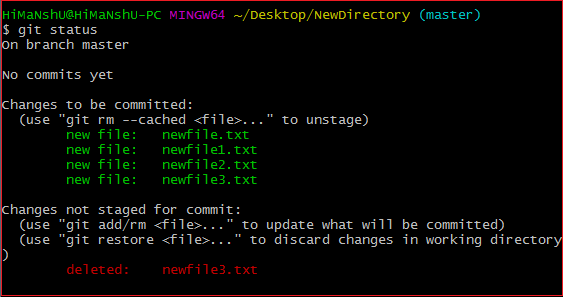 HiMaNshU@HiMaNshU-PC MINGW64 ~/Desktop/NewDirectory (master)
$ git status
On branch master
No commits yet
Changes to be committed:
  (use "git rm --cached <file>..." to unstage)
        new file:   newfile.txt
        new file:   newfile1.txt
        new file:   newfile2.txt
        new file:   newfile3.txt
Changes not staged for commit:
  (use "git add/rm <file>..." to update what will be committed)
  (use "git restore <file>..." to discard changes in working directory
)
        deleted:    newfile3.txt